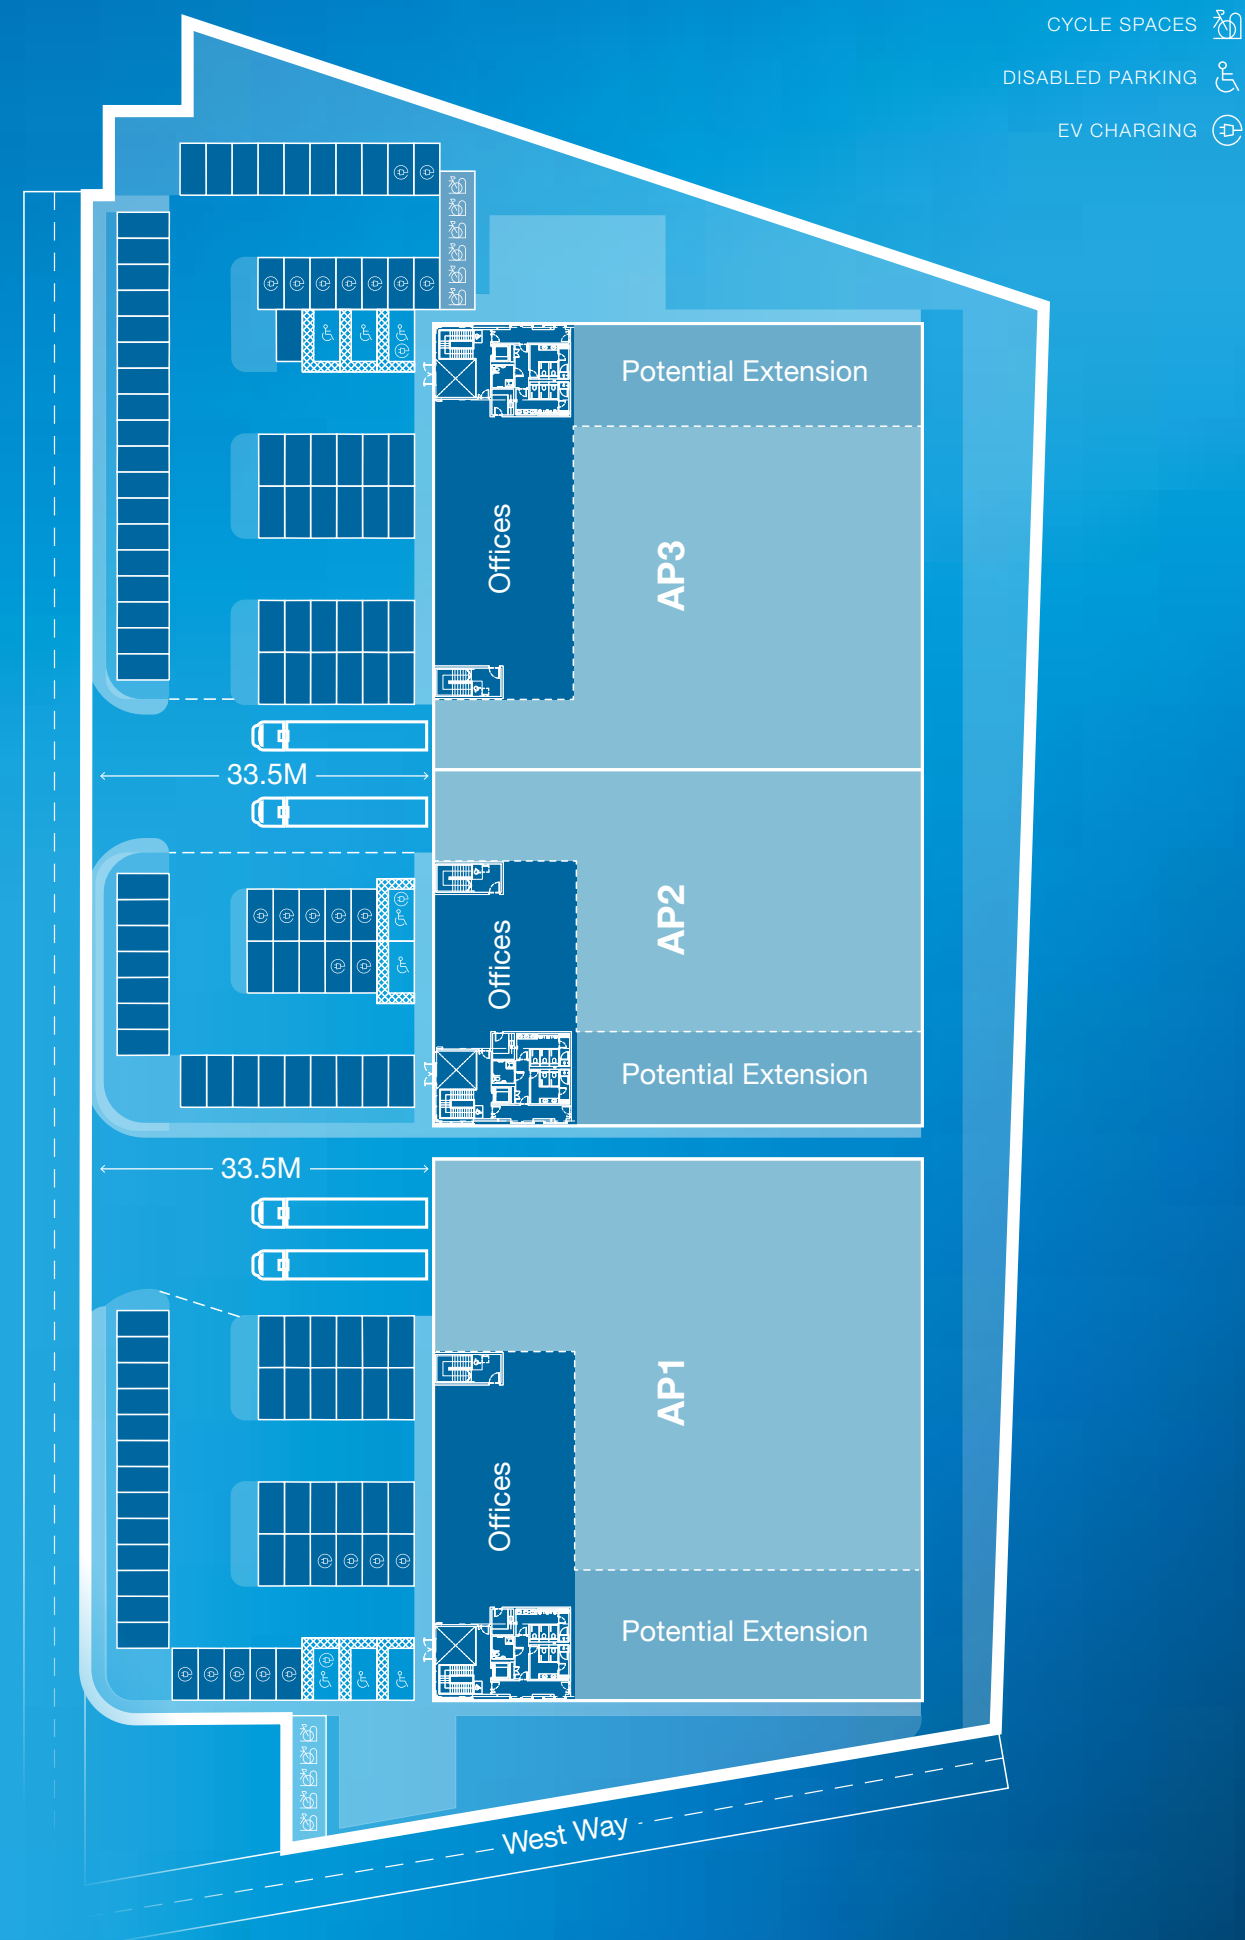 CYCLE SPACES
DISABLED PARKING
EV CHARGING
Potential Extension
Offices
AP3
33.5M
AP2
Offices
Potential Extension
33.5M
AP1
Offices
Potential Extension
West Way